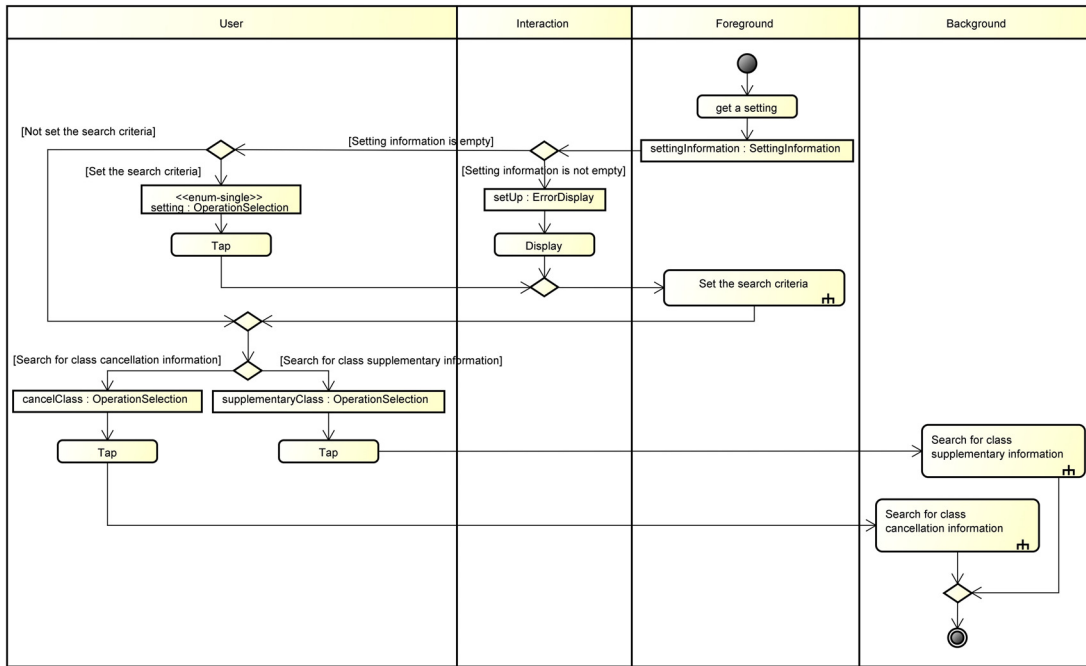 User
Interaction
Foreground
Background
get a setting
[Not set the search criteria]
[Setting information is empty]
settingInformation : SettingInformation
[Set the search criteria]
[Setting information is not empty]
<<enum-single>>
setting : OperationSelection
setUp : ErrorDisplay
Tap
Display
Set the search criteria
[Search for class cancellation information]
[Search for class supplementary information]
cancelClass : OperationSelection
supplementaryClass : OperationSelection
Tap
Tap
Search for class
supplementary information
Search for class
cancellation information